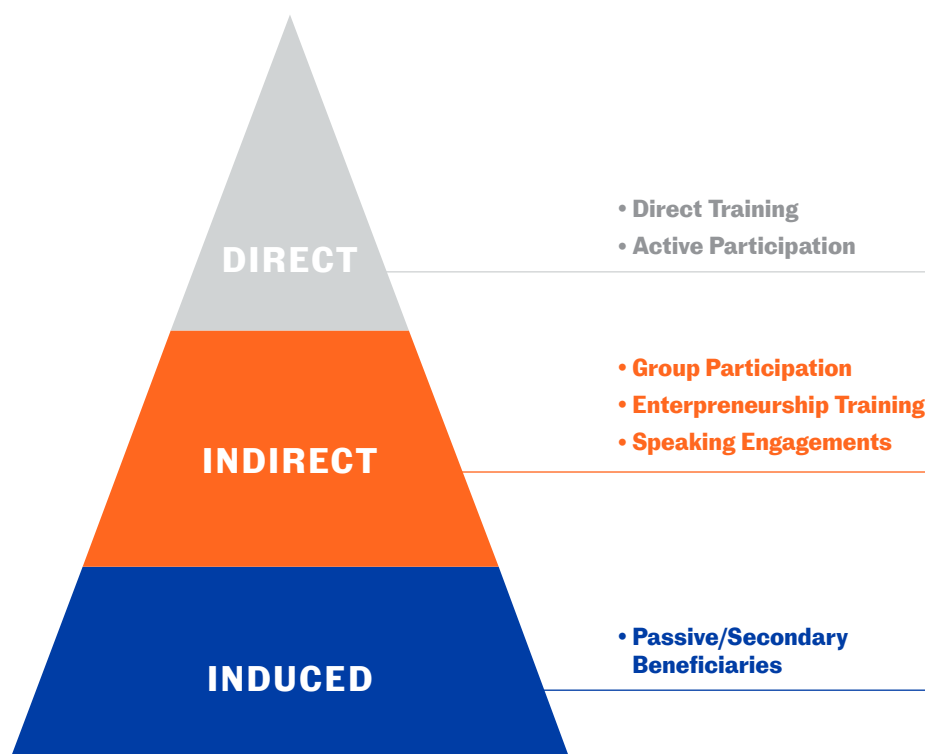 • Direct Training
• Active Participation
DIRECT
• Group Participation
• Enterpreneurship Training
• Speaking Engagements
INDIRECT
• Passive/Secondary
Beneficiaries
INDUCED